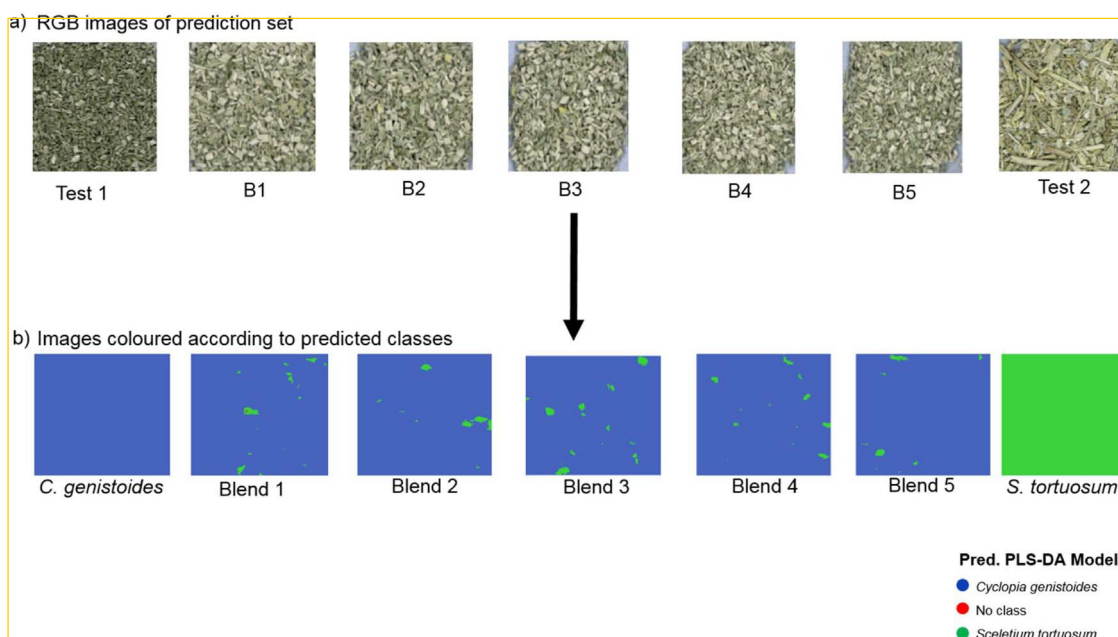 a) RGB images of prediction set
Test 1 B1 B2 B3 B4 B5 Test 2
b) Images coloured according to predicted classes
C. genistoides Blend 1 Blend 2 Blend 3 Blend 4 Blend 5 S. tortuosum
Pred. PLS-DA Model
Cyclopia genistoides
No class
Sceletium tortuosum